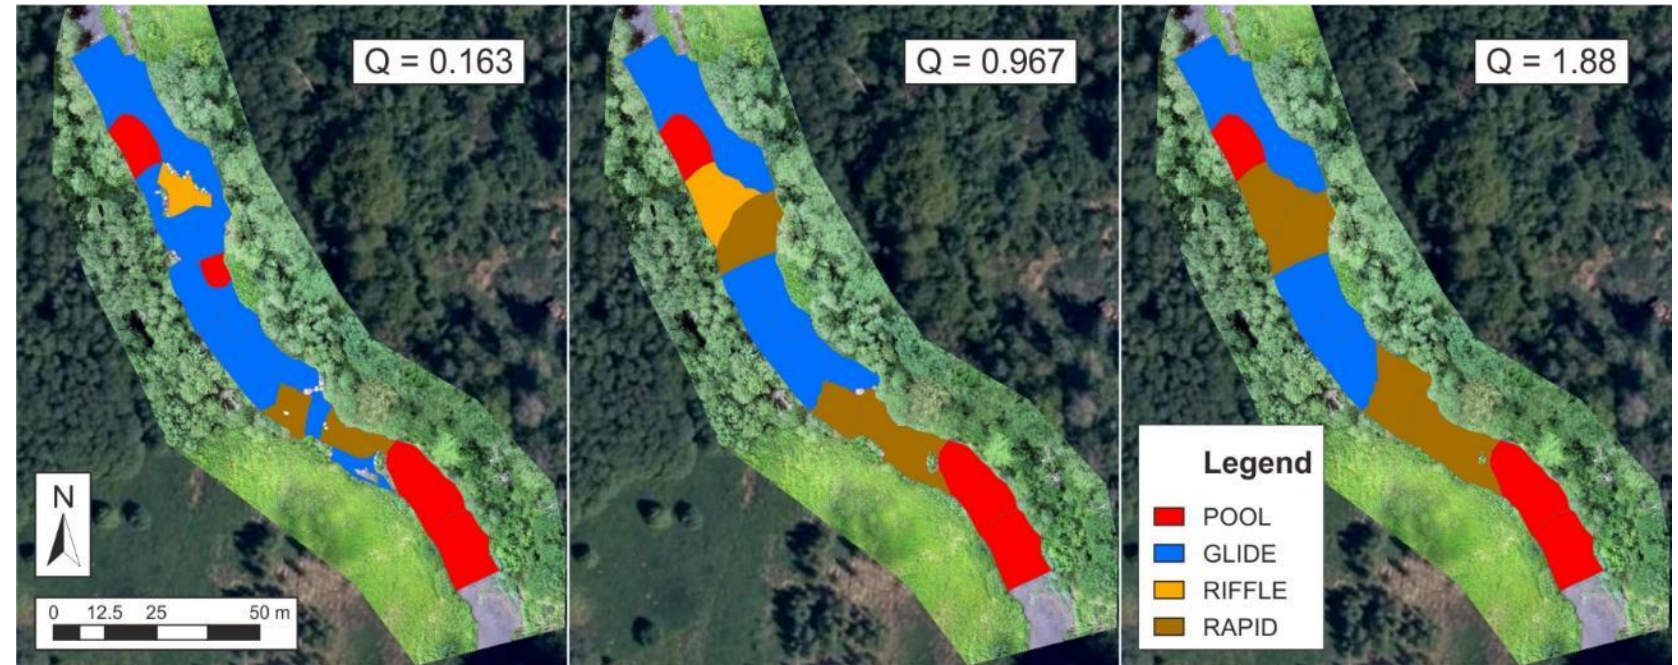 Q = 0.163
Q = 0.967
Q = 1.88
N
0 12.5 25 50 m
Legend
POOL
GLIDE
RIFFLE
RAPID